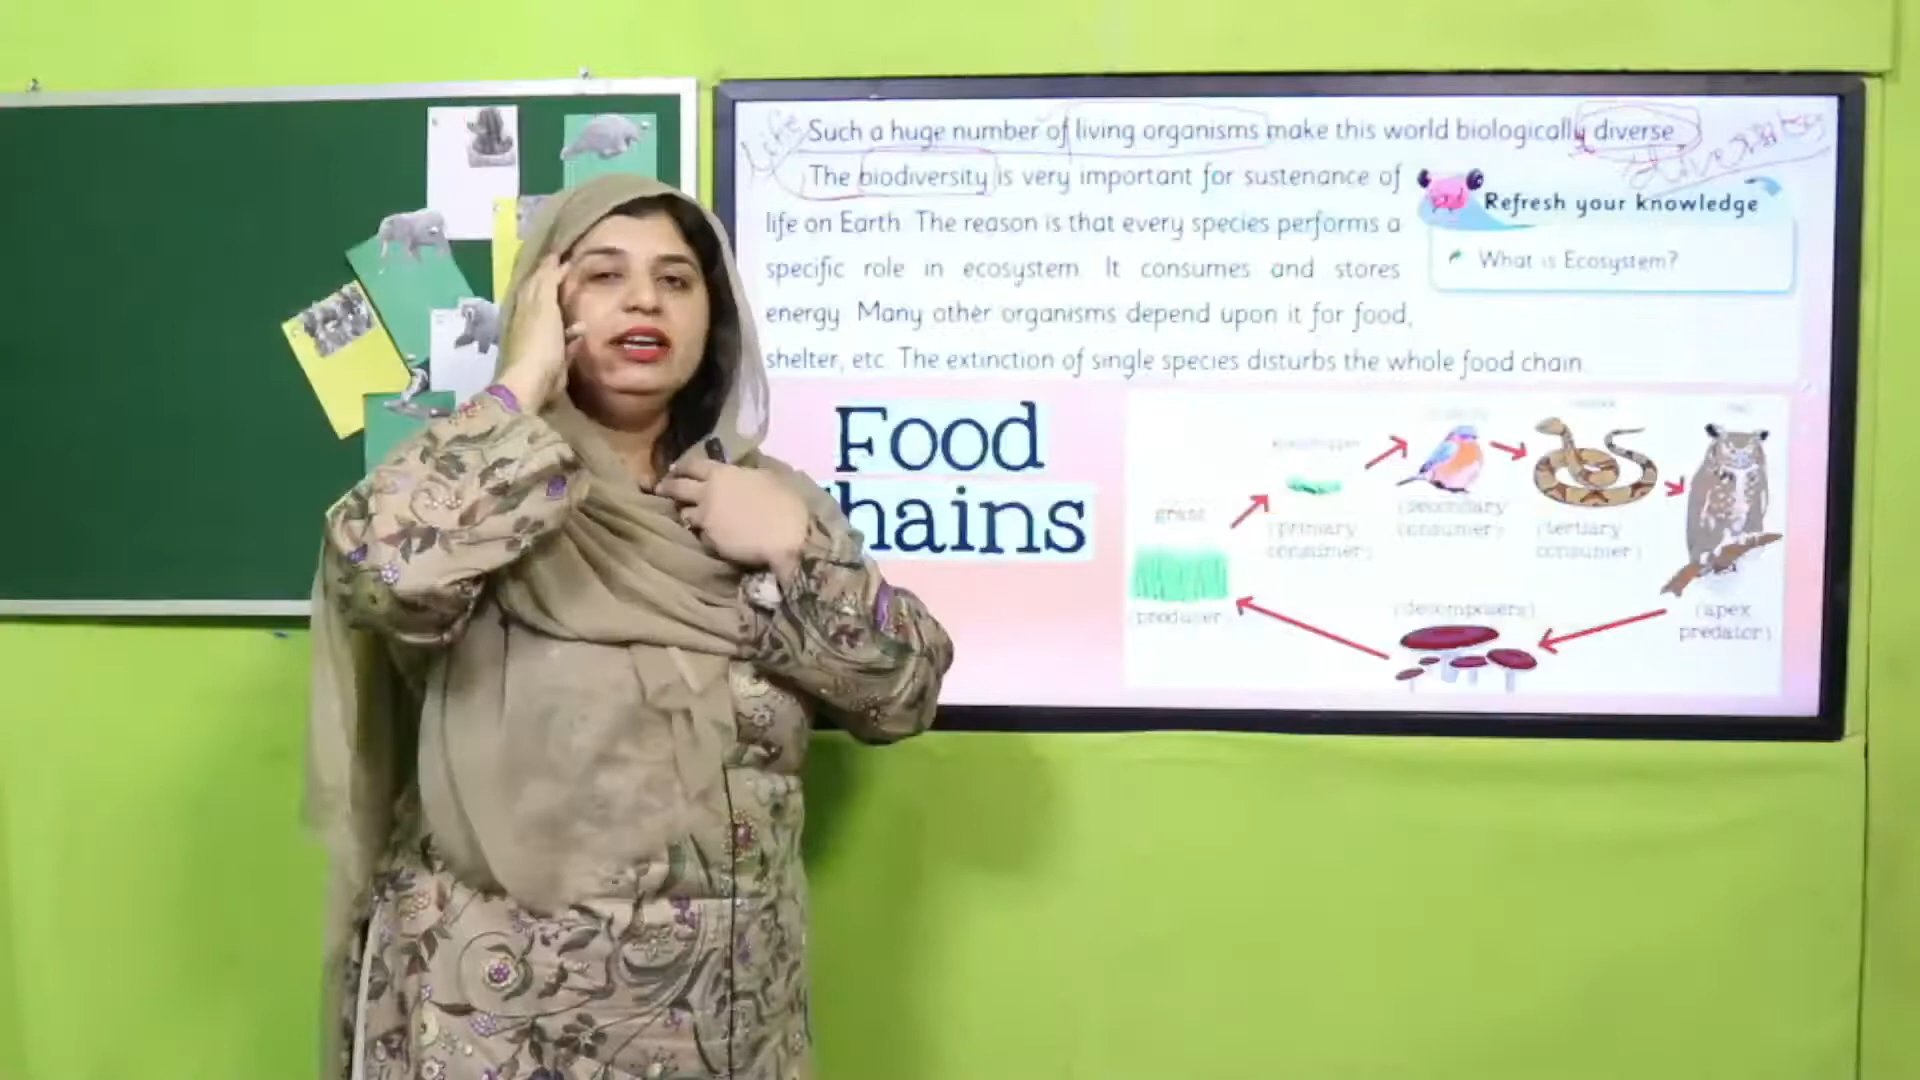 life
Such a huge number of living organisms make this world biologically diverse
diversity
The biodiversity is very important for sustenance of
life on Earth. The reason is that every species performs a
specific role in ecosystem. It consumes and stores
energy. Many other organisms depend upon it for food,
shelter, etc. The extinction of single species disturbs the whole food chain.
Refresh your knowledge
What is Ecosystem?
Food
hains
grass
producer
(primary
consumer)
(secondary
consumer)
(tertiary
consumer)
(apex
predator)
(decomposers)